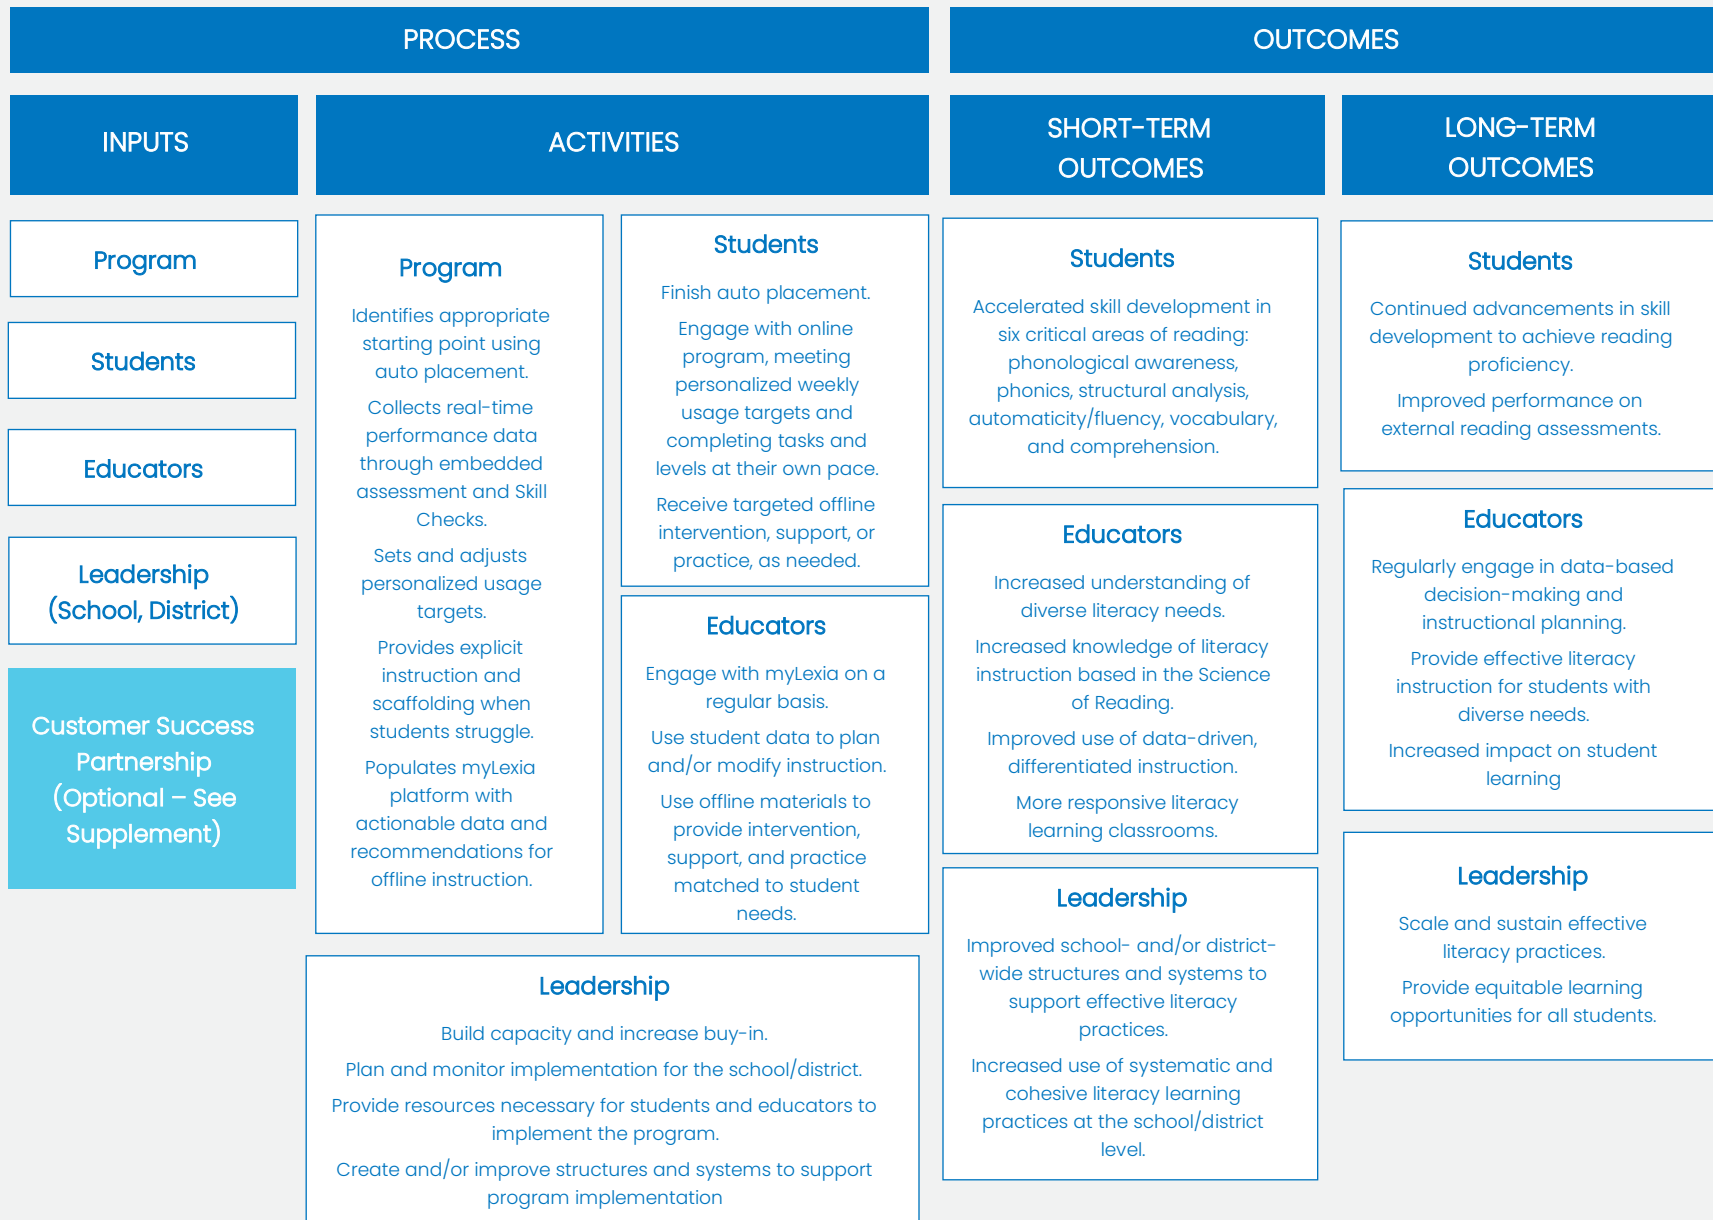 PROCESS
OUTCOMES
INPUTS
ACTIVITIES
SHORT-TERM
OUTCOMES
LONG-TERM
OUTCOMES
Program
Students
Educators
Leadership
(School, District)
Customer Success
Partnership
(Optional – See
Supplement)
Program
Identifies appropriate
starting point using
auto placement.
Collects real-time
performance data
through embedded
assessment and Skill
Checks.
Sets and adjusts
personalized usage
targets.
Provides explicit
instruction and
scaffolding when
students struggle.
Populates myLexia
platform with
actionable data and
recommendations for
offline instruction.
Students
Finish auto placement.
Engage with online
program, meeting
personalized weekly
usage targets and
completing tasks and
levels at their own pace.
Receive targeted offline
intervention, support, or
practice, as needed.
Educators
Engage with myLexia on a
regular basis.
Use student data to plan
and/or modify instruction.
Use offline materials to
provide intervention,
support, and practice
matched to student
needs.
Leadership
Build capacity and increase buy-in.
Plan and monitor implementation for the school/district.
Provide resources necessary for students and educators to
implement the program.
Create and/or improve structures and systems to support
program implementation
Students
Accelerated skill development in
six critical areas of reading:
phonological awareness,
phonics, structural analysis,
automaticity/fluency, vocabulary,
and comprehension.
Educators
Increased understanding of
diverse literacy needs.
Increased knowledge of literacy
instruction based in the Science
of Reading.
Improved use of data-driven,
differentiated instruction.
More responsive literacy
learning classrooms.
Leadership
Improved school- and/or district-
wide structures and systems to
support effective literacy
practices.
Increased use of systematic and
cohesive literacy learning
practices at the school/district
level.
Students
Continued advancements in skill
development to achieve reading
proficiency.
Improved performance on
external reading assessments.
Educators
Regularly engage in data-based
decision-making and
instructional planning.
Provide effective literacy
instruction for students with
diverse needs.
Increased impact on student
learning
Leadership
Scale and sustain effective
literacy practices.
Provide equitable learning
opportunities for all students.